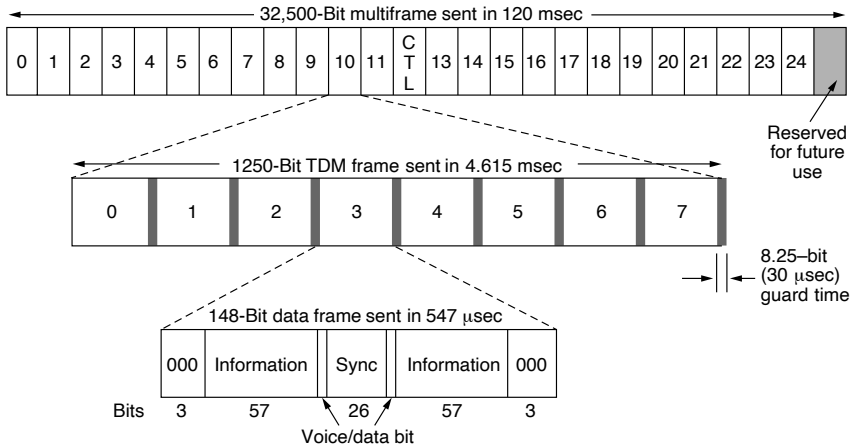 32,500-Bit multiframe sent in 120 msec
0 1 2 3 4 5 6 7 8 9 10 11 CTL 13 14 15 16 17 18 19 20 21 22 23 24
Reserved
for future
use
1250-Bit TDM frame sent in 4.615 msec
0 1 2 3 4 5 6 7
8.25–bit
(30 μsec)
guard time
148-Bit data frame sent in 547 μsec
000 Information Sync Information 000
Bits 3 57 26 57 3
Voice/data bit